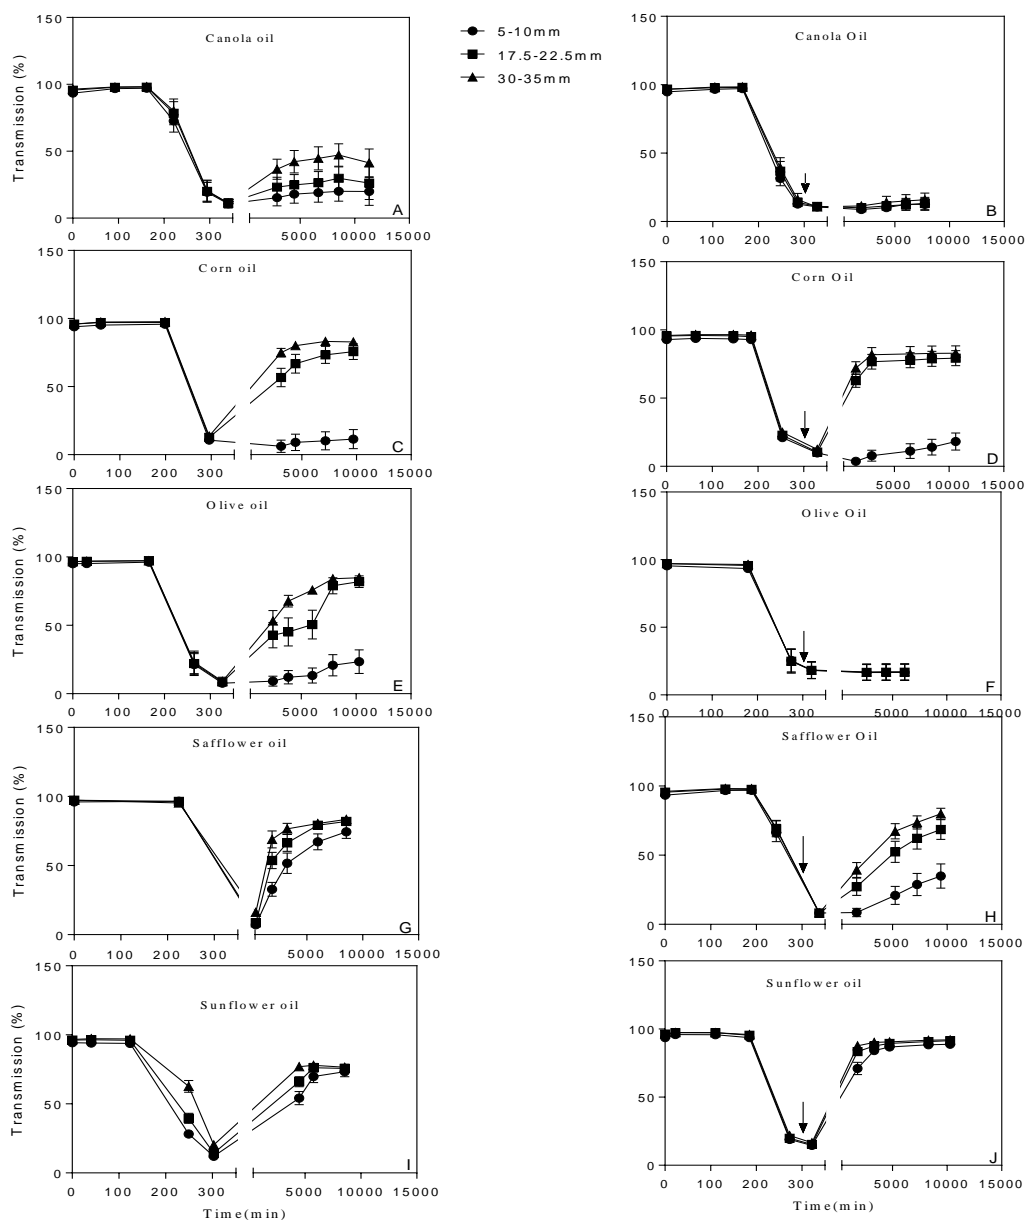 5-10mm
17.5-22.5mm
30-35mm
150
100
50
0
Transmission (%)
Canola oil
A
0 100 200 300 5000 10000 15000
150
100
50
0
Canola Oil
B
0 100 200 300 5000 10000 15000
150
100
50
0
Corn oil
C
0 100 200 300 5000 10000 15000
150
100
50
0
Corn Oil
D
0 100 200 300 5000 10000 15000
150
100
50
0
Transmission (%)
Olive oil
E
0 100 200 300 5000 10000 15000
150
100
50
0
Olive Oil
F
0 100 200 300 5000 10000 15000
150
100
50
0
Transmission (%)
Safflower oil
G
0 100 200 300 5000 10000 15000
150
100
50
0
Safflower Oil
H
0 100 200 300 5000 10000 15000
150
100
50
0
Transmission (%)
Sunflower oil
I
0 100 200 300 5000 10000 15000
Time(min)
150
100
50
0
Sunflower oil
J
0 100 200 300 5000 10000 15000
Time(min)